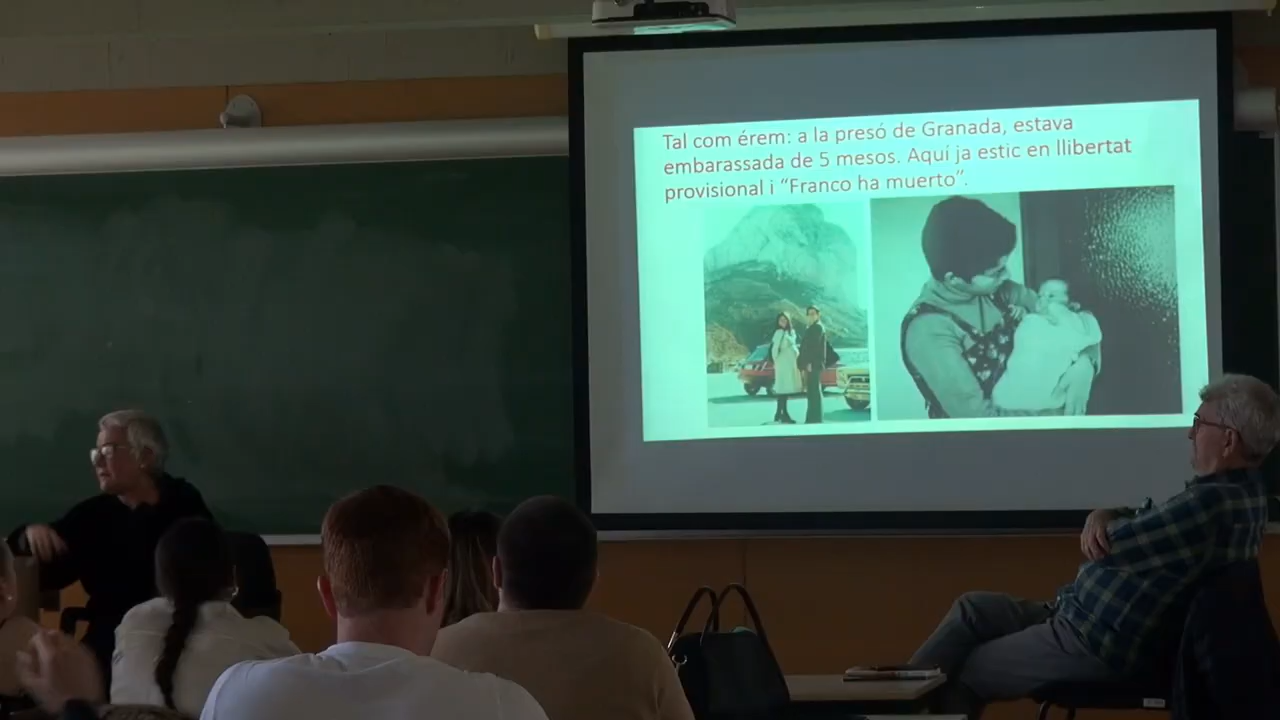 Tal com érem: a la presó de Granada, estava
embarassada de 5 mesos. Aquí ja estic en llibertat
provisional i “Franco ha muerto”.